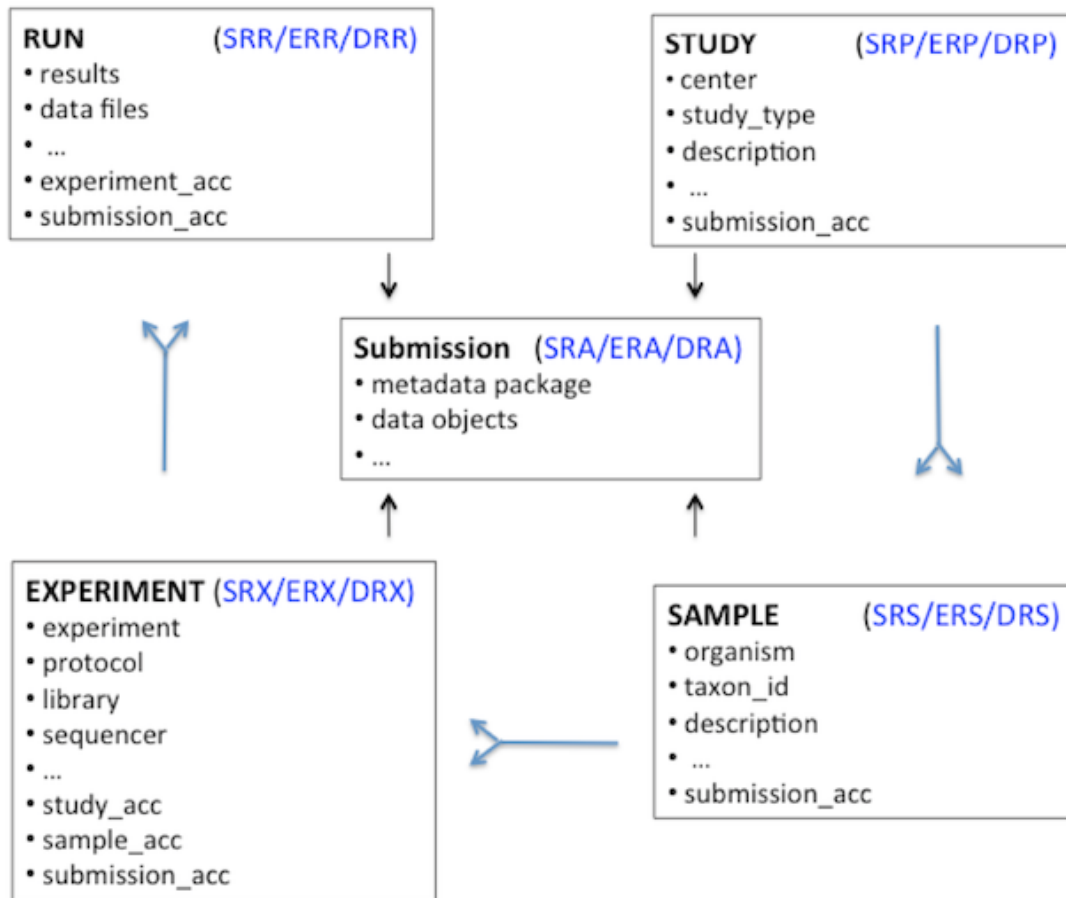 RUN (SRR/ERR/DRR)
• results
• data files
• ...
• experiment_acc
• submission_acc
STUDY (SRP/ERP/DRP)
• center
• study_type
• description
• ...
• submission_acc
Submission (SRA/ERA/DRA)
• metadata package
• data objects
• ...
EXPERIMENT (SRX/ERX/DRX)
• experiment
• protocol
• library
• sequencer
• ...
• study_acc
• sample_acc
• submission_acc
SAMPLE (SRS/ERS/DRS)
• organism
• taxon_id
• description
• ...
• submission_acc